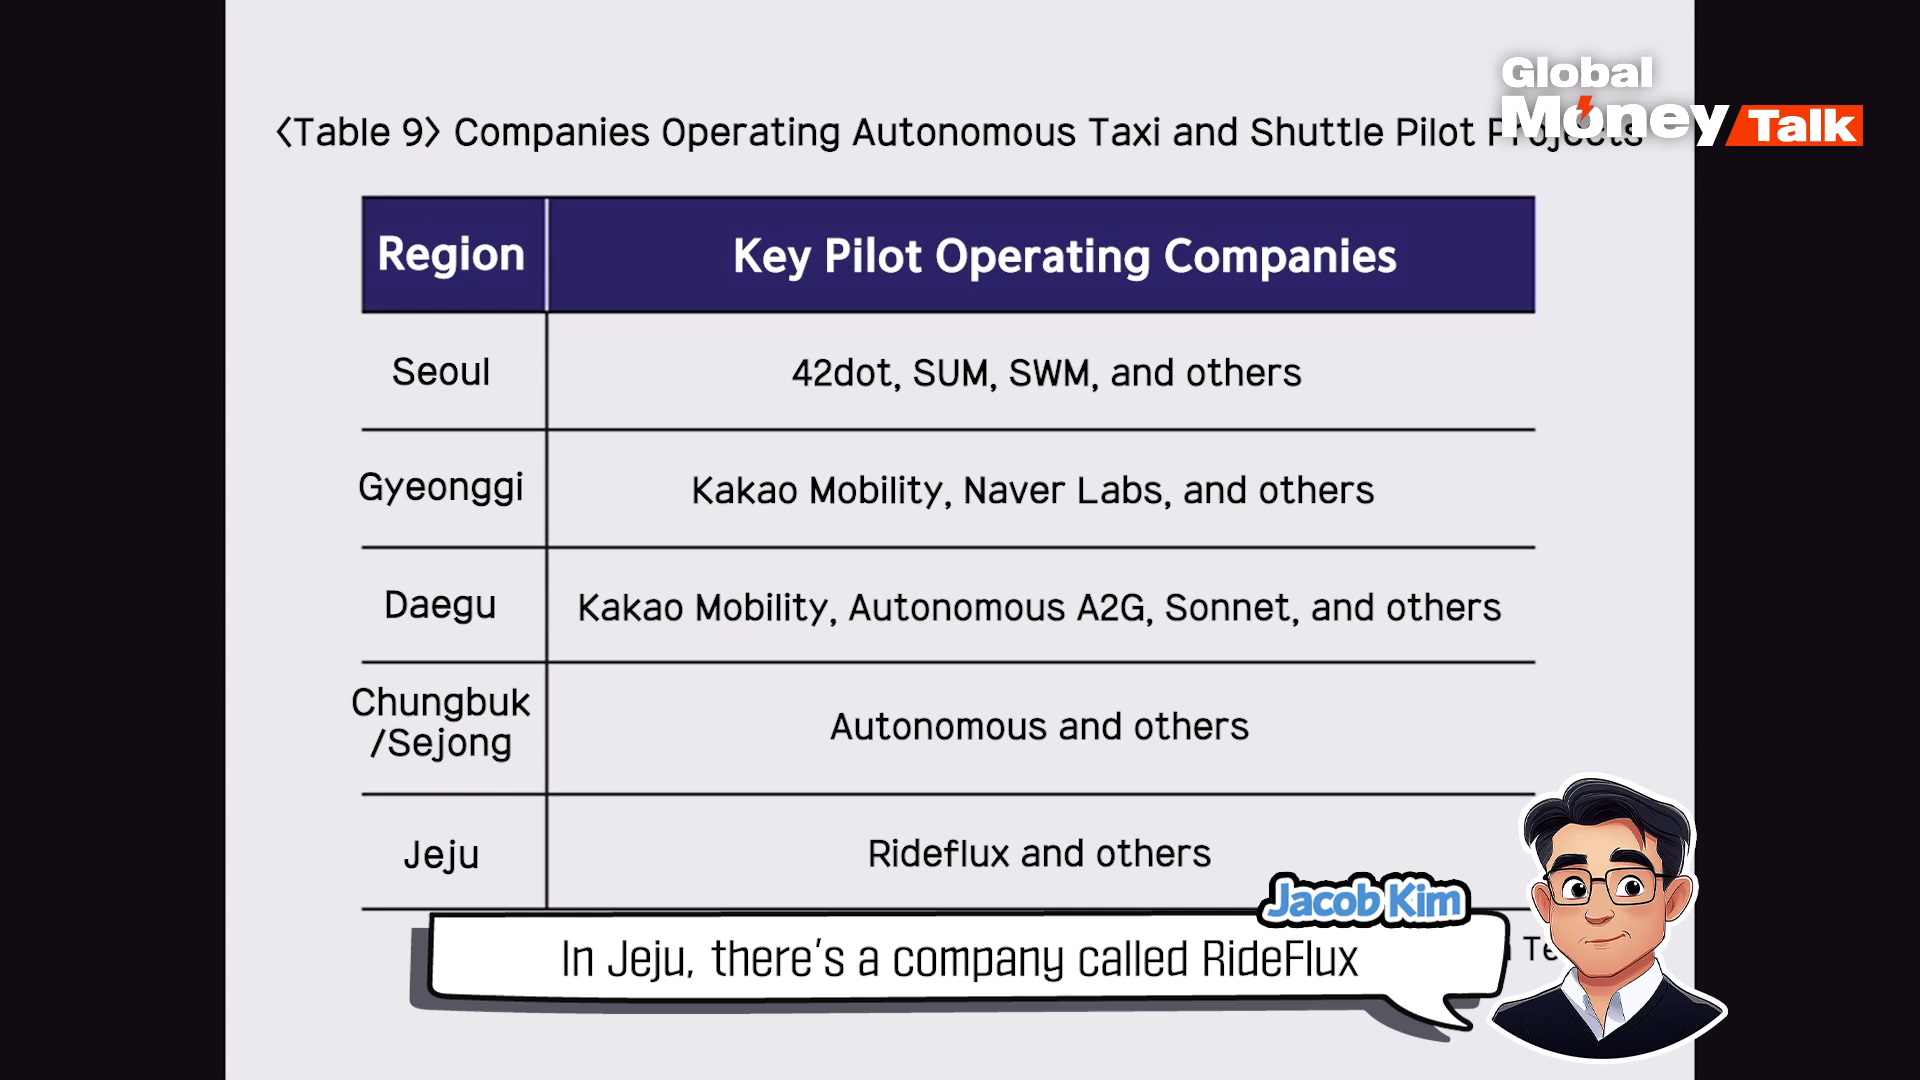 Global
Money Talk
〈Table 9〉 Companies Operating Autonomous Taxi and Shuttle Pilot Projects
Region Key Pilot Operating Companies
Seoul 42dot, SUM, SWM, and others
Gyeonggi Kakao Mobility, Naver Labs, and others
Daegu Kakao Mobility, Autonomous A2G, Sonnet, and others
Chungbuk
/Sejong
Autonomous and others
Jeju Rideflux and others
Jacob Kim
In Jeju, there's a company called RideFlux